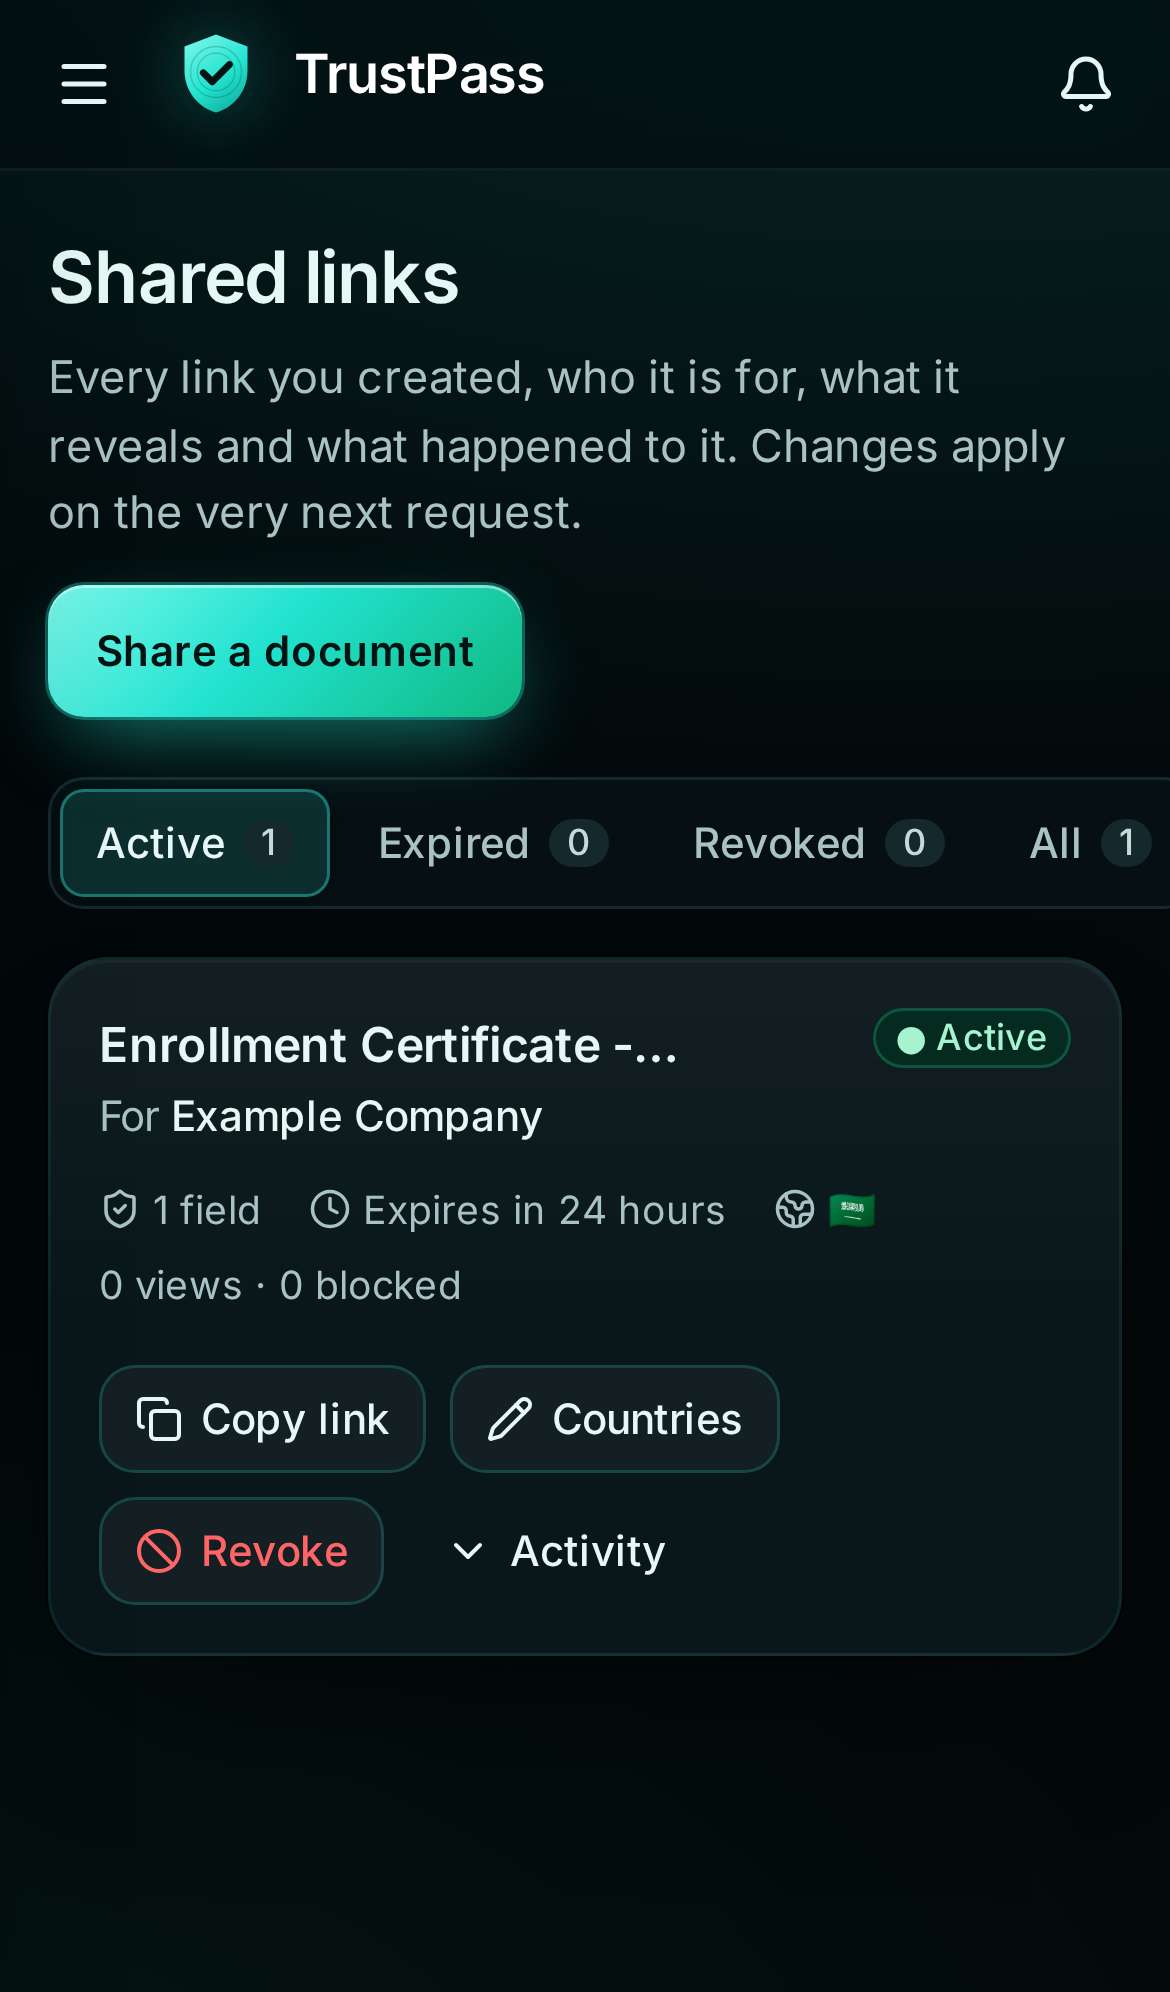 TrustPass
Shared links
Every link you created, who it is for, what it
reveals and what happened to it. Changes apply
on the very next request.
Share a document
Active 1 Expired 0 Revoked 0 All 1
Enrollment Certificate -...
Active
For Example Company
1 field Expires in 24 hours
0 views · 0 blocked
Copy link Countries
Revoke Activity